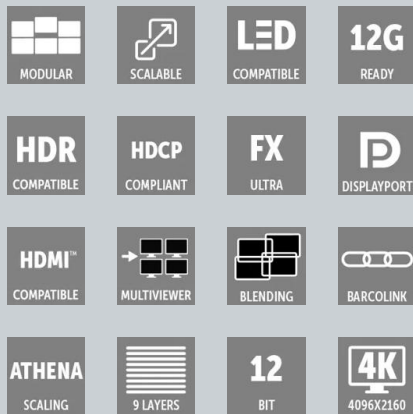 MODULAR
SCALABLE
LED
COMPATIBLE
12G
READY
HDR
COMPATIBLE
HDCP
COMPLIANT
FX
ULTRA
DISPLAYPORT
HDMI™
COMPATIBLE
MULTIVIEWER
BLENDING
BARCOLINK
ATHENA
SCALING
9 LAYERS
12
BIT
4K
4096X2160